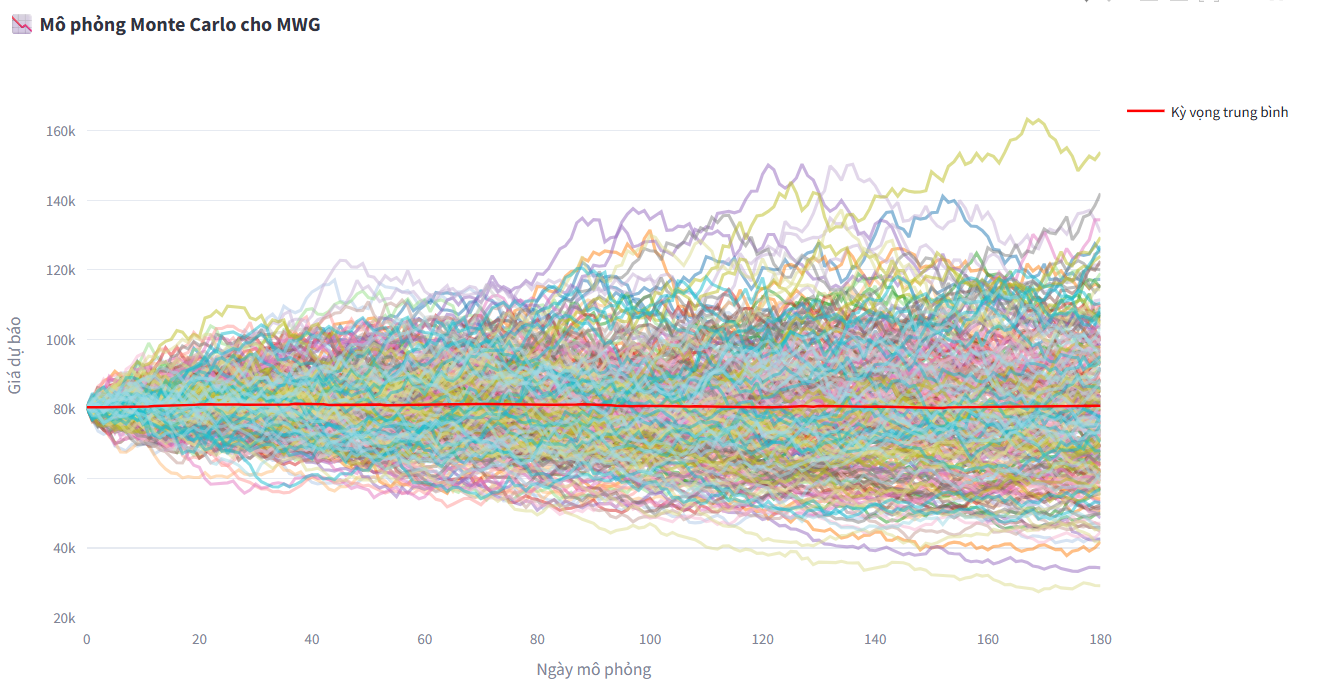 Mô phỏng Monte Carlo cho MWG
Kỳ vọng trung bình
160k
140k
120k
100k
80k
60k
40k
20k
Giá dự báo
0 20 40 60 80 100 120 140 160 180
Ngày mô phỏng